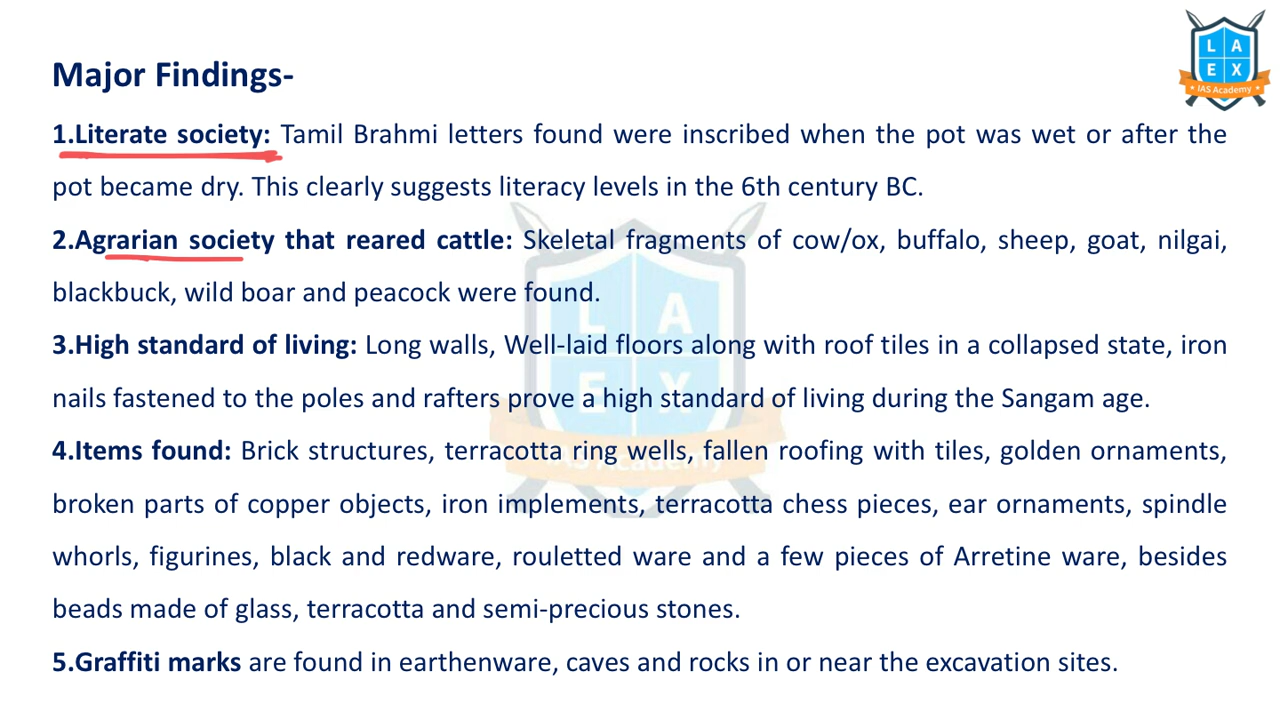 L A
E X
IAS Academy
Major Findings-
1.Literate society: Tamil Brahmi letters found were inscribed when the pot was wet or after the
pot became dry. This clearly suggests literacy levels in the 6th century BC.
2.Agrarian society that reared cattle: Skeletal fragments of cow/ox, buffalo, sheep, goat, nilgai,
blackbuck, wild boar and peacock were found.
3.High standard of living: Long walls, Well-laid floors along with roof tiles in a collapsed state, iron
nails fastened to the poles and rafters prove a high standard of living during the Sangam age.
4.Items found: Brick structures, terracotta ring wells, fallen roofing with tiles, golden ornaments,
broken parts of copper objects, iron implements, terracotta chess pieces, ear ornaments, spindle
whorls, figurines, black and redware, rouletted ware and a few pieces of Arretine ware, besides
beads made of glass, terracotta and semi-precious stones.
5.Graffiti marks are found in earthenware, caves and rocks in or near the excavation sites.
L A
E X
IAS Academy